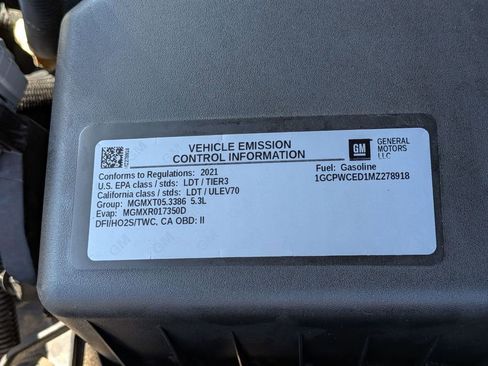 VEHICLE EMISSION
CONTROL INFORMATION
GM
GENERAL
MOTORS
LLC
Conforms to Regulations: 2021
Fuel: Gasoline
U.S. EPA class / stds: LDT / TIER3
1GCPWCED1MZ278918
California class / stds: LDT / ULEV70
Group: MGMXT05.3386 5.3L
Evap: MGMXR017350D
DFI/HO2S/TWC, CA OBD: II